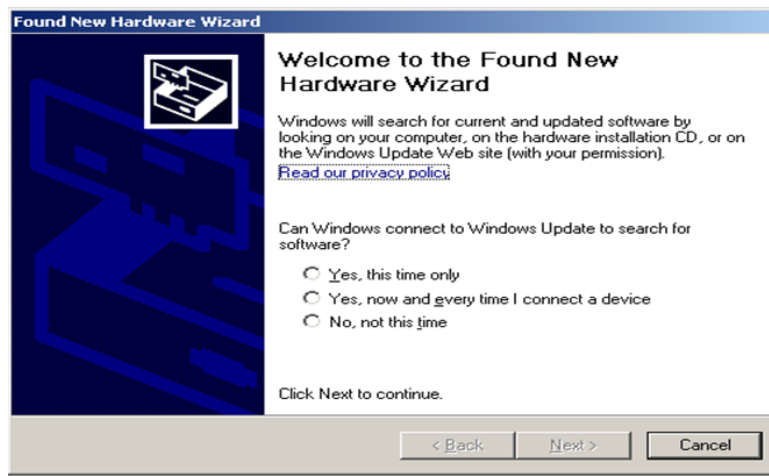 Found New Hardware Wizard
Welcome to the Found New
Hardware Wizard
Windows will search for current and updated software by
looking on your computer, on the hardware installation CD, or on
the Windows Update Web site (with your permission).
Read our privacy policy
Can Windows connect to Windows Update to search for
software?
Yes, this time only
Yes, now and every time I connect a device
No, not this time
Click Next to continue.
< Back Next > Cancel